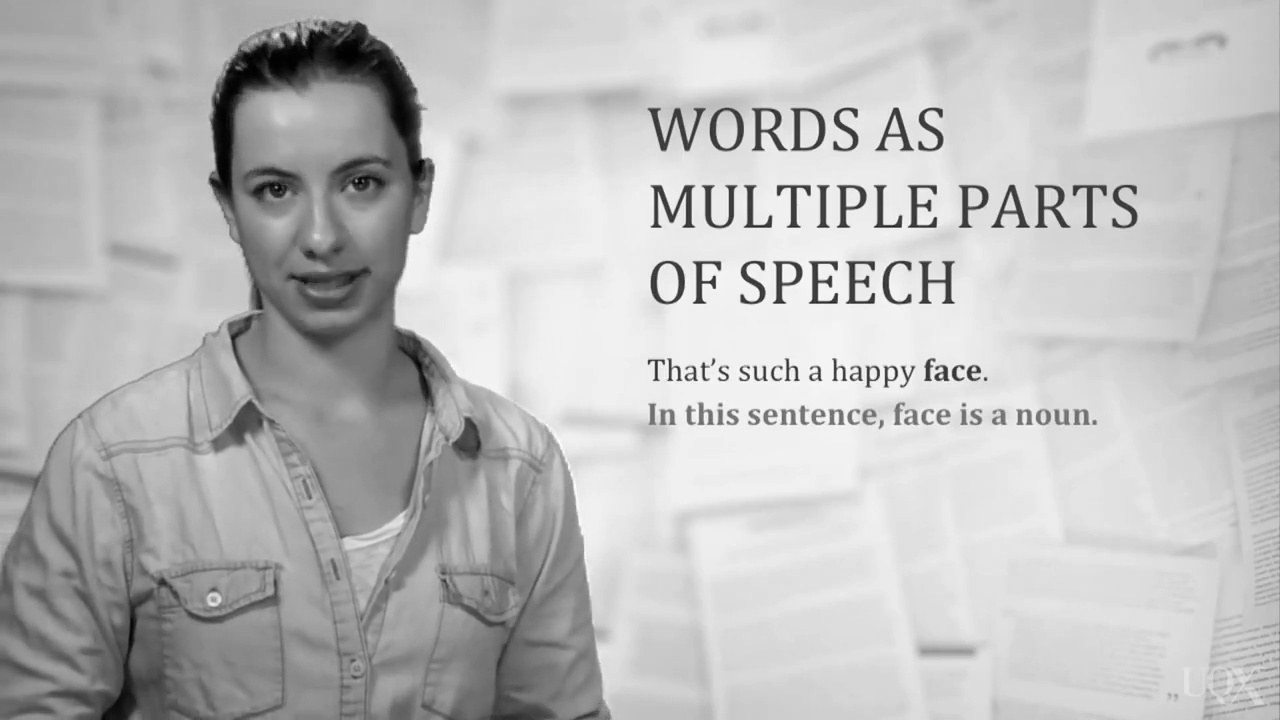 WORDS AS
MULTIPLE PARTS
OF SPEECH
That’s such a happy face.
In this sentence, face is a noun.
UQX